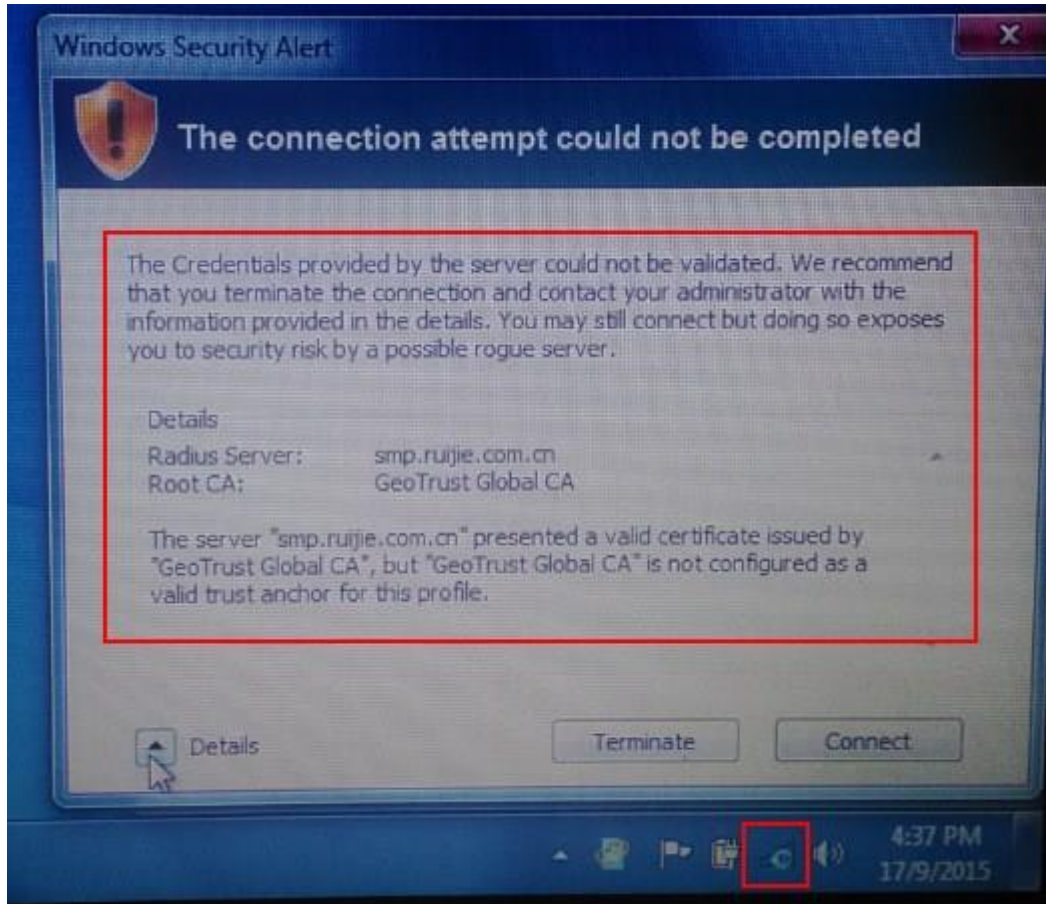 Windows Security Alert
The connection attempt could not be completed
The Credentials provided by the server could not be validated. We recommend
that you terminate the connection and contact your administrator with the
information provided in the details. You may still connect but doing so exposes
you to security risk by a possible rogue server.
Details
Radius Server: smp.ruijie.com.cn
Root CA: GeoTrust Global CA
The server "smp.ruijie.com.cn" presented a valid certificate issued by
"GeoTrust Global CA", but "GeoTrust Global CA" is not configured as a
valid trust anchor for this profile.
Details Terminate Connect
4:37 PM
17/9/2015